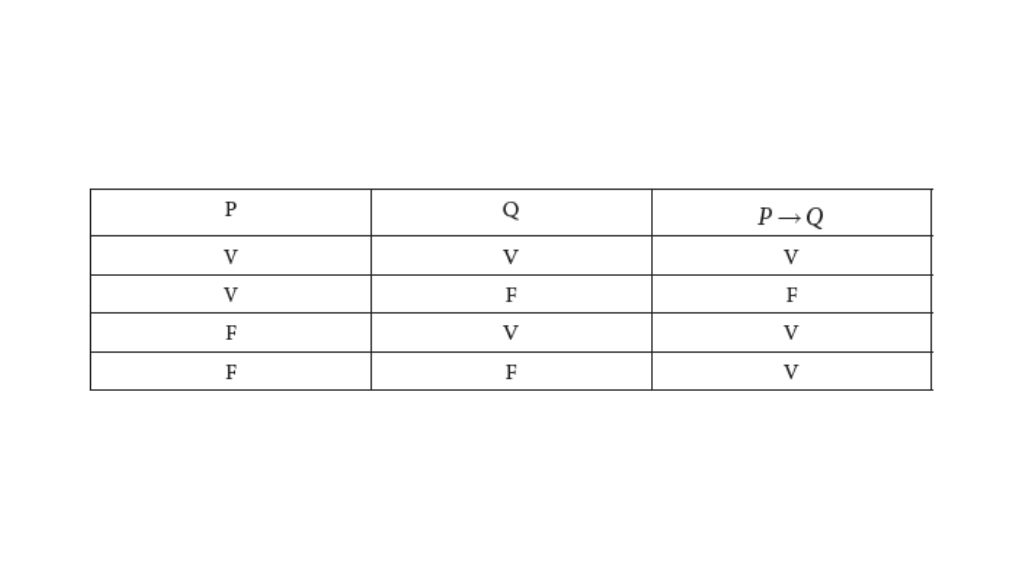 P Q P → Q
V V V
V F F
F V V
F F V